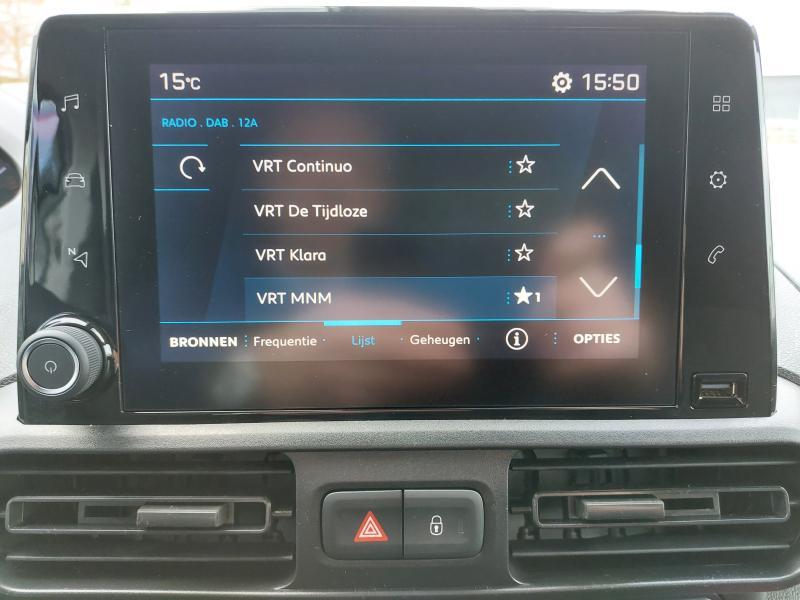 15°C 15:50
RADIO . DAB . 12A
VRT Continuo
VRT De Tijdloze
VRT Klara
VRT MNM 1
BRONNEN Frequentie Lijst Geheugen OPTIES
N